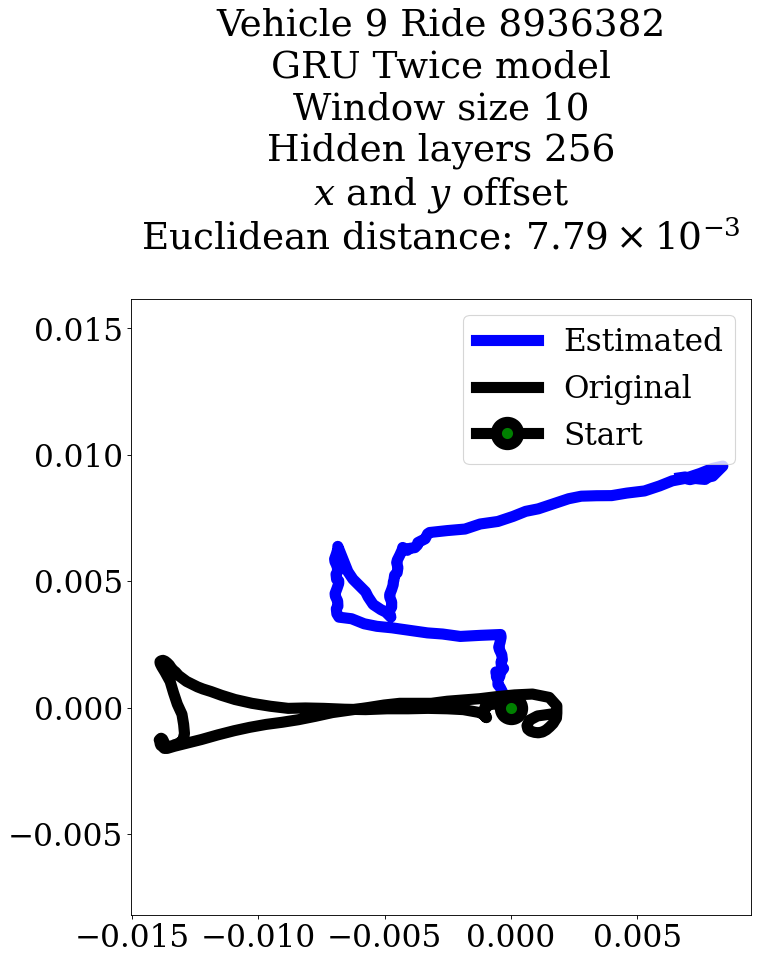 Vehicle 9 Ride 8936382
GRU Twice model
Window size 10
Hidden layers 256
x and y offset
Euclidean distance: 7.79 × 10⁻³
Estimated
Original
Start
0.015
0.010
0.005
0.000
−0.005
−0.015 −0.010 −0.005 0.000 0.005